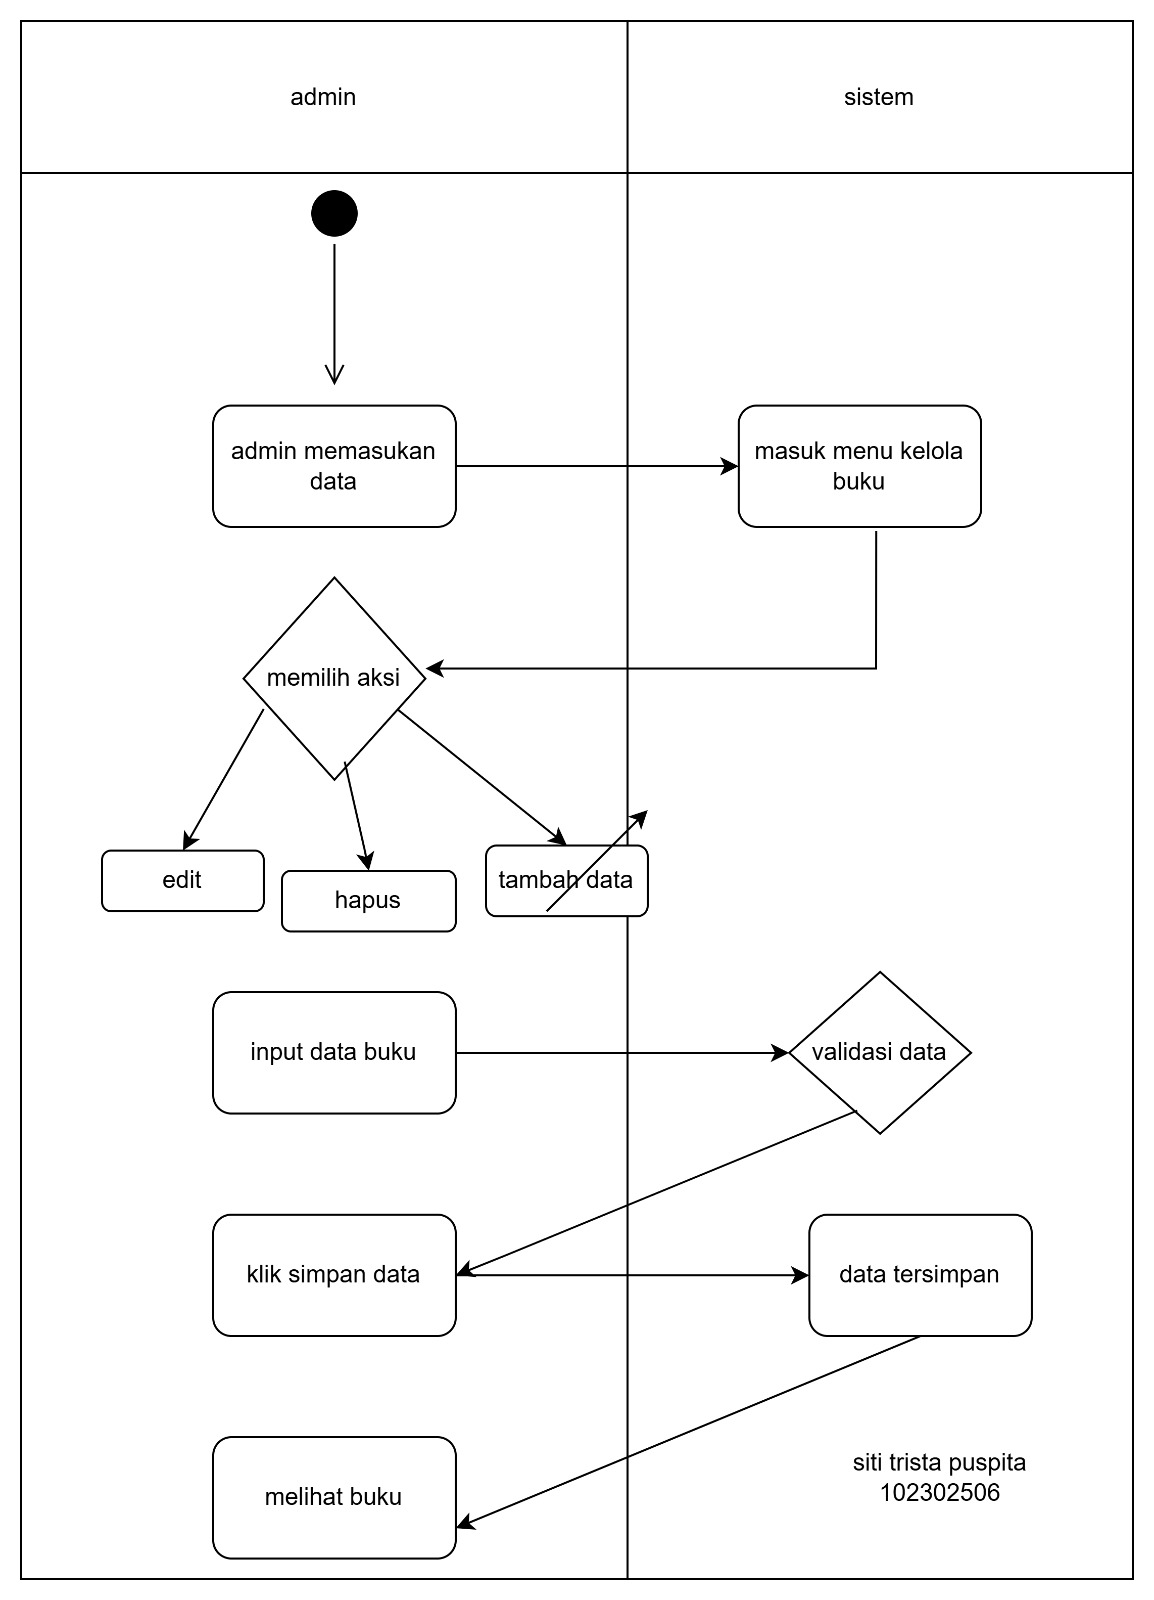 admin
sistem
admin memasukan
data
masuk menu kelola
buku
memilih aksi
edit
hapus
tambah data
input data buku
validasi data
klik simpan data
data tersimpan
melihat buku
siti trista puspita
102302506